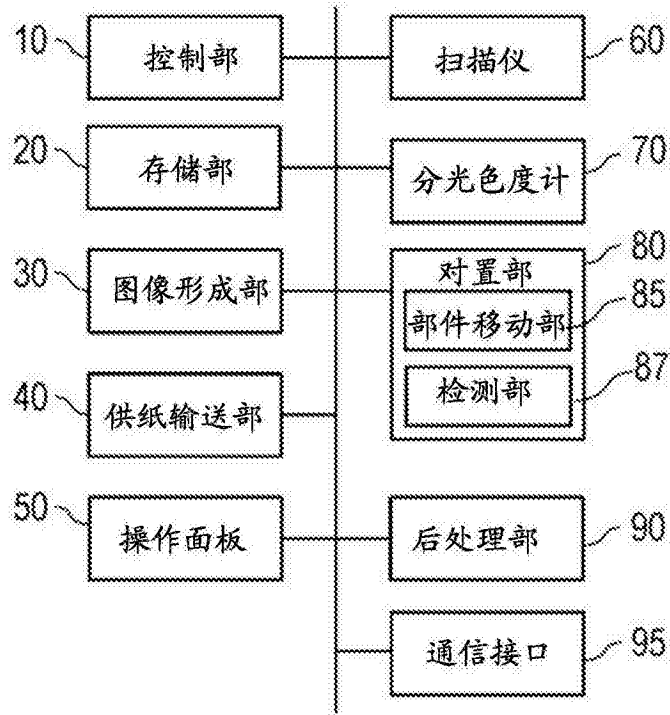 10
控制部
20
存储部
30
图像形成部
40
供纸输送部
50
操作面板
扫描仪
60
分光色度计
70
对置部
80
部件移动部
85
检测部
87
后处理部
90
通信接口
95